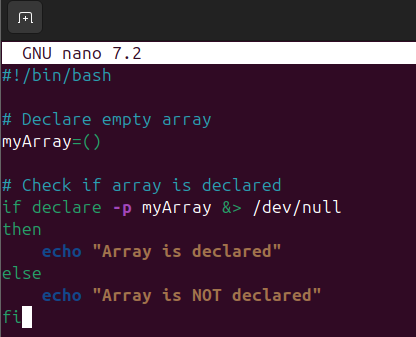 GNU nano 7.2
#!/bin/bash
# Declare empty array
myArray=()
# Check if array is declared
if declare -p myArray &> /dev/null
then
    echo "Array is declared"
else
    echo "Array is NOT declared"
fi